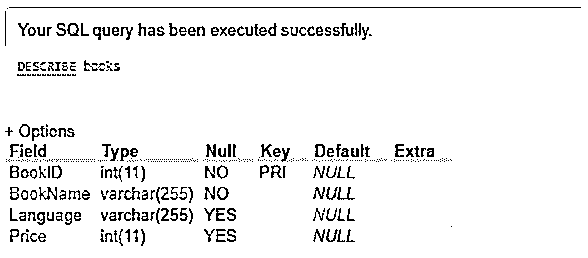 Your SQL query has been executed successfully.
DESCRIBE books
+ Options
Field Type Null Key Default Extra
BookID int(11) NO PRI NULL
BookName varchar(255) NO NULL
Language varchar(255) YES NULL
Price int(11) YES NULL